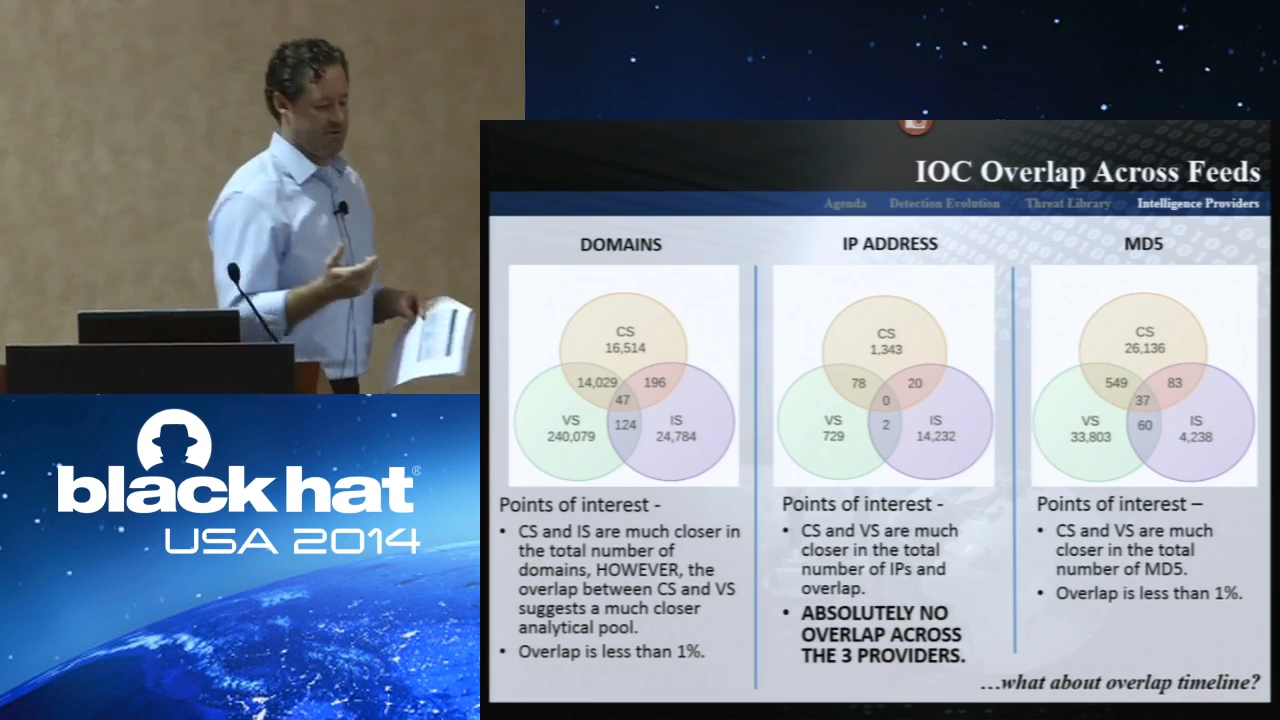 IOC Overlap Across Feeds
Agenda Detection Evolution Threat Library Intelligence Providers
DOMAINS
CS
16,514
14,029 196
47
VS
240,079
124
IS
24,784
Points of interest -
• CS and IS are much closer in
the total number of
domains, HOWEVER, the
overlap between CS and VS
suggests a much closer
analytical pool.
• Overlap is less than 1%.
IP ADDRESS
CS
1,343
78 20
0
VS
729
2
IS
14,232
Points of interest -
• CS and VS are much
closer in the total
number of IPs and
overlap.
• ABSOLUTELY NO
OVERLAP ACROSS
THE 3 PROVIDERS.
MD5
CS
26,136
549 83
37
VS
33,803
60
IS
4,238
Points of interest –
• CS and VS are much
closer in the total
number of MD5.
• Overlap is less than 1%.
...what about overlap timeline?
black hat®
USA 2014